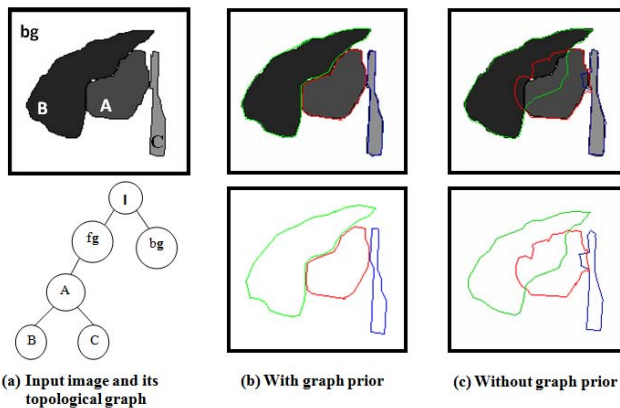 bg
B
A
C
I
fg
bg
A
B
C
(a) Input image and its
topological graph
(b) With graph prior
(c) Without graph prior